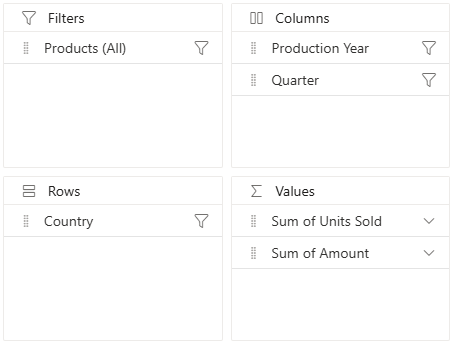 Filters
Products (All)
Columns
Production Year
Quarter
Rows
Country
Values
Sum of Units Sold
Sum of Amount